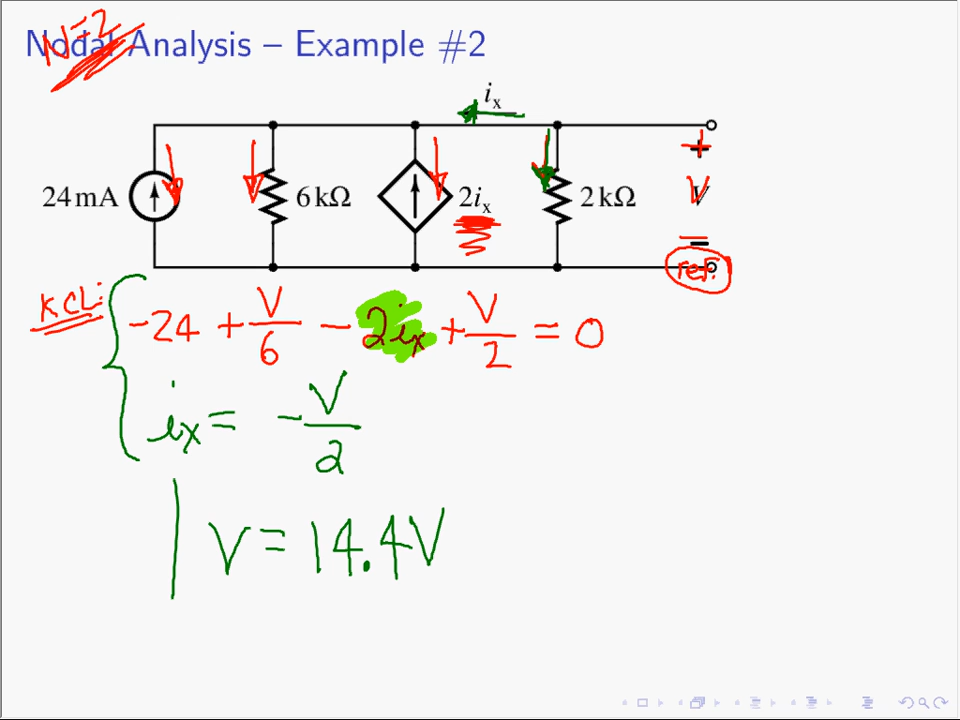 Nodal Analysis – Example #2
N=2
i_x
24 mA
6 kΩ
2i_x
2 kΩ
+
V
−
ref.
KCL:
-24 + V/6 - 2i_x + V/2 = 0
i_x = -V/2
V = 14.4V